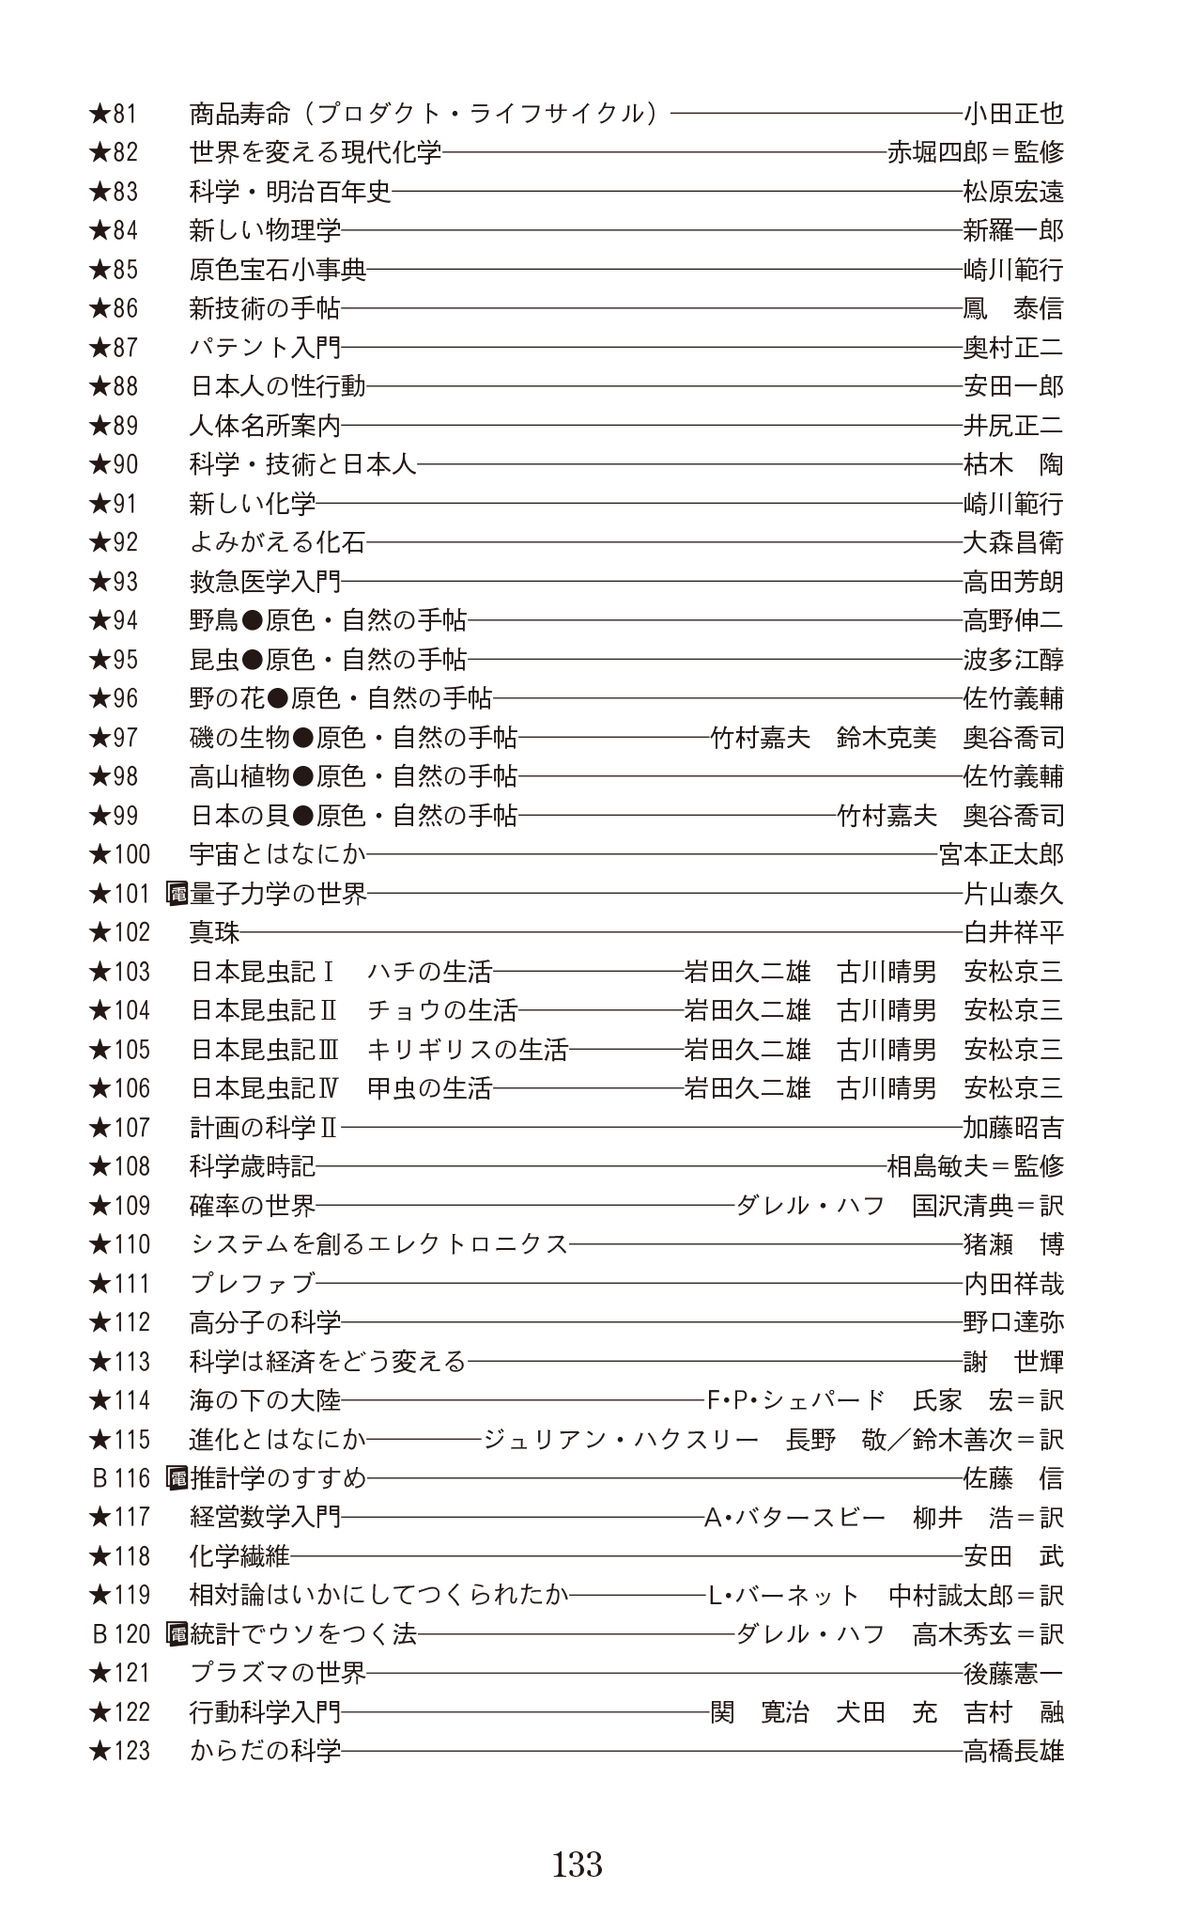 ★81 商品寿命（プロダクト・ライフサイクル）――小田正也
★82 世界を変える現代化学――赤堀四郎＝監修
★83 科学・明治百年史――松原宏遠
★84 新しい物理学――新羅一郎
★85 原色宝石小事典――崎川範行
★86 新技術の手帖――鳳　泰信
★87 パテント入門――奥村正二
★88 日本人の性行動――安田一郎
★89 人体名所案内――井尻正二
★90 科学・技術と日本人――枯木　陶
★91 新しい化学――崎川範行
★92 よみがえる化石――大森昌衛
★93 救急医学入門――高田芳朗
★94 野鳥●原色・自然の手帖――高野伸二
★95 昆虫●原色・自然の手帖――波多江醇
★96 野の花●原色・自然の手帖――佐竹義輔
★97 磯の生物●原色・自然の手帖――竹村嘉夫　鈴木克美　奥谷喬司
★98 高山植物●原色・自然の手帖――佐竹義輔
★99 日本の貝●原色・自然の手帖――竹村嘉夫　奥谷喬司
★100 宇宙とはなにか――宮本正太郎
★101 電 量子力学の世界――片山泰久
★102 真珠――白井祥平
★103 日本昆虫記Ⅰ　ハチの生活――岩田久二雄　古川晴男　安松京三
★104 日本昆虫記Ⅱ　チョウの生活――岩田久二雄　古川晴男　安松京三
★105 日本昆虫記Ⅲ　キリギリスの生活――岩田久二雄　古川晴男　安松京三
★106 日本昆虫記Ⅳ　甲虫の生活――岩田久二雄　古川晴男　安松京三
★107 計画の科学Ⅱ――加藤昭吉
★108 科学歳時記――相島敏夫＝監修
★109 確率の世界――ダレル・ハフ　国沢清典＝訳
★110 システムを創るエレクトロニクス――猪瀬　博
★111 プレファブ――内田祥哉
★112 高分子の科学――野口達弥
★113 科学は経済をどう変える――謝　世輝
★114 海の下の大陸――F・P・シェパード　氏家　宏＝訳
★115 進化とはなにか――ジュリアン・ハクスリー　長野　敬／鈴木善次＝訳
B116 電 推計学のすすめ――佐藤　信
★117 経営数学入門――A・バタースビー　柳井　浩＝訳
★118 化学繊維――安田　武
★119 相対論はいかにしてつくられたか――L・バーネット　中村誠太郎＝訳
B120 電 統計でウソをつく法――ダレル・ハフ　高木秀玄＝訳
★121 プラズマの世界――後藤憲一
★122 行動科学入門――関　寛治　犬田　充　吉村　融
★123 からだの科学――高橋長雄
133